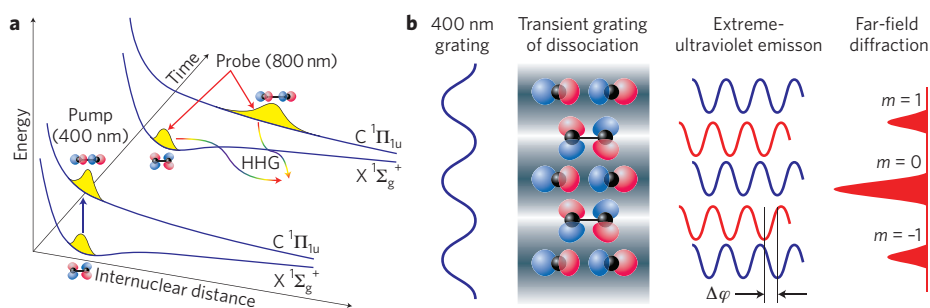 a
Energy
Time
Probe (800 nm)
Pump
(400 nm)
HHG
C ¹Π₁ᵤ
X ¹Σg⁺
C ¹Π₁ᵤ
X ¹Σg⁺
Internuclear distance
b
400 nm
grating
Transient grating
of dissociation
Extreme-
ultraviolet emisson
Far-field
diffraction
m = 1
m = 0
m = –1
Δφ